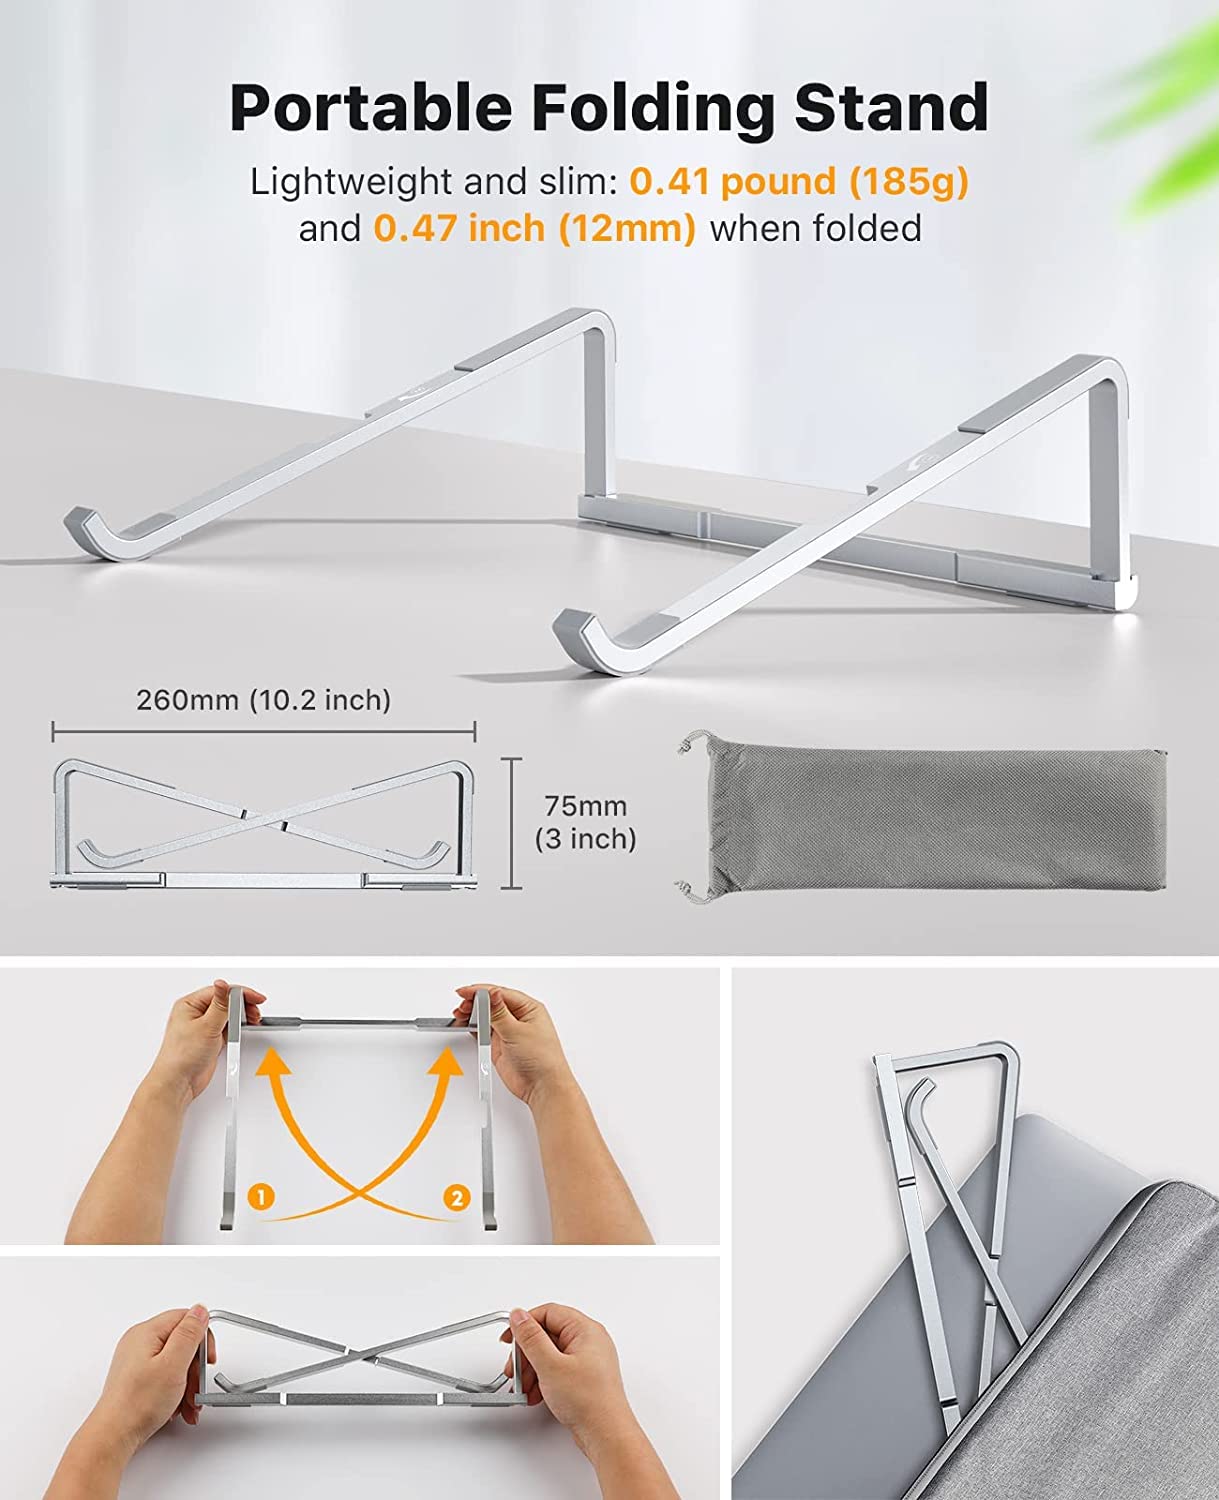 Portable Folding Stand
Lightweight and slim: 0.41 pound (185g)
and 0.47 inch (12mm) when folded
260mm (10.2 inch)
75mm
(3 inch)
1
2